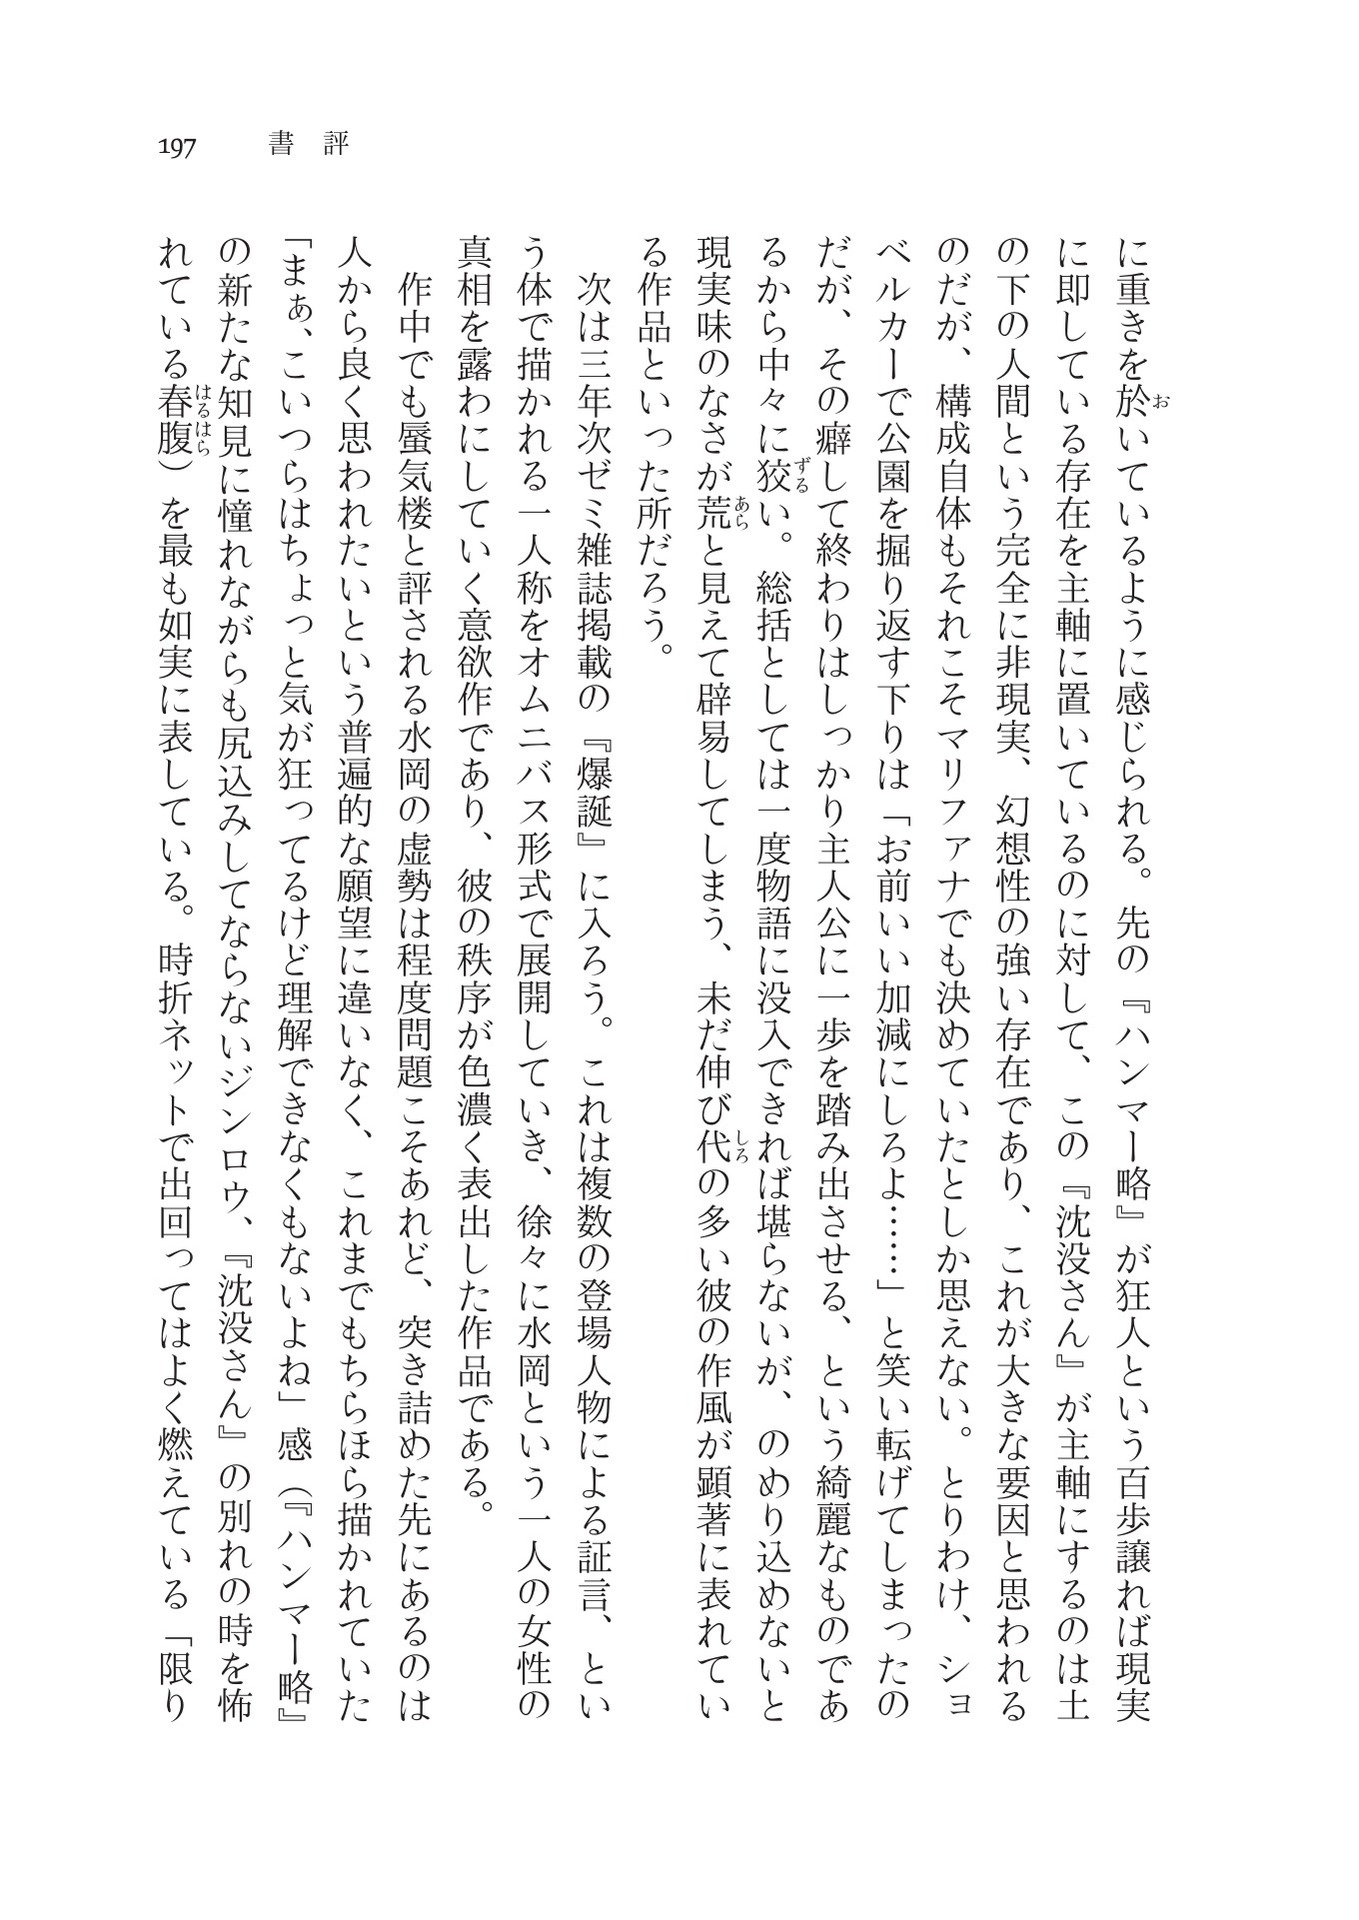 197 書評
に重きを於いているように感じられる。先の『ハンマー略』が狂人という百歩譲れば現実
に即している存在を主軸に置いているのに対して、この『沈没さん』が主軸にするのは土
の下の人間という完全に非現実、幻想性の強い存在であり、これが大きな要因と思われる
のだが、構成自体もそれこそマリファナでも決めていたとしか思えない。とりわけ、ショ
ベルカーで公園を掘り返す下りは「お前いい加減にしろよ……」と笑い転げてしまったの
だが、その癖して終わりはしっかり主人公に一歩を踏み出させる、という綺麗なものであ
るから中々に狡い。総括としては一度物語に没入できれば堪らないが、のめり込めないと
現実味のなさが荒と見えて辟易してしまう、未だ伸び代の多い彼の作風が顕著に表れてい
る作品といった所だろう。
次は三年次ゼミ雑誌掲載の『爆誕』に入ろう。これは複数の登場人物による証言、とい
う体で描かれる一人称をオムニバス形式で展開していき、徐々に水岡という一人の女性の
真相を露わにしていく意欲作であり、彼の秩序が色濃く表出した作品である。
作中でも蜃気楼と評される水岡の虚勢は程度問題こそあれど、突き詰めた先にあるのは
人から良く思われたいという普遍的な願望に違いなく、これまでもちらほら描かれていた
「まぁ、こいつらはちょっと気が狂ってるけど理解できなくもないよね」感（『ハンマー略』
の新たな知見に憧れながらも尻込みしてならないジンロウ、『沈没さん』の別れの時を怖
れている春腹）を最も如実に表している。時折ネットで出回ってはよく燃えている「限り